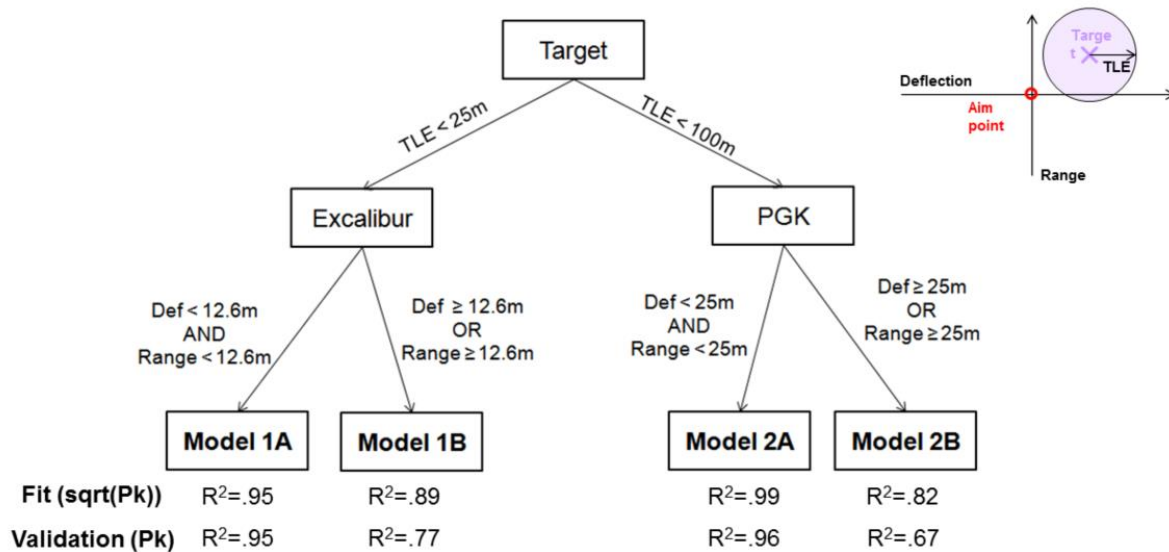 Target
TLE < 25m
TLE < 100m
Excalibur
PGK
Def < 12.6m
AND
Range < 12.6m
Def ≥ 12.6m
OR
Range ≥ 12.6m
Def < 25m
AND
Range < 25m
Def ≥ 25m
OR
Range ≥ 25m
Model 1A
Model 1B
Model 2A
Model 2B
Fit (sqrt(Pk)) R²=.95 R²=.89 R²=.99 R²=.82
Validation (Pk) R²=.95 R²=.77 R²=.96 R²=.67
Targe
t
TLE
Deflection
Aim
point
Range